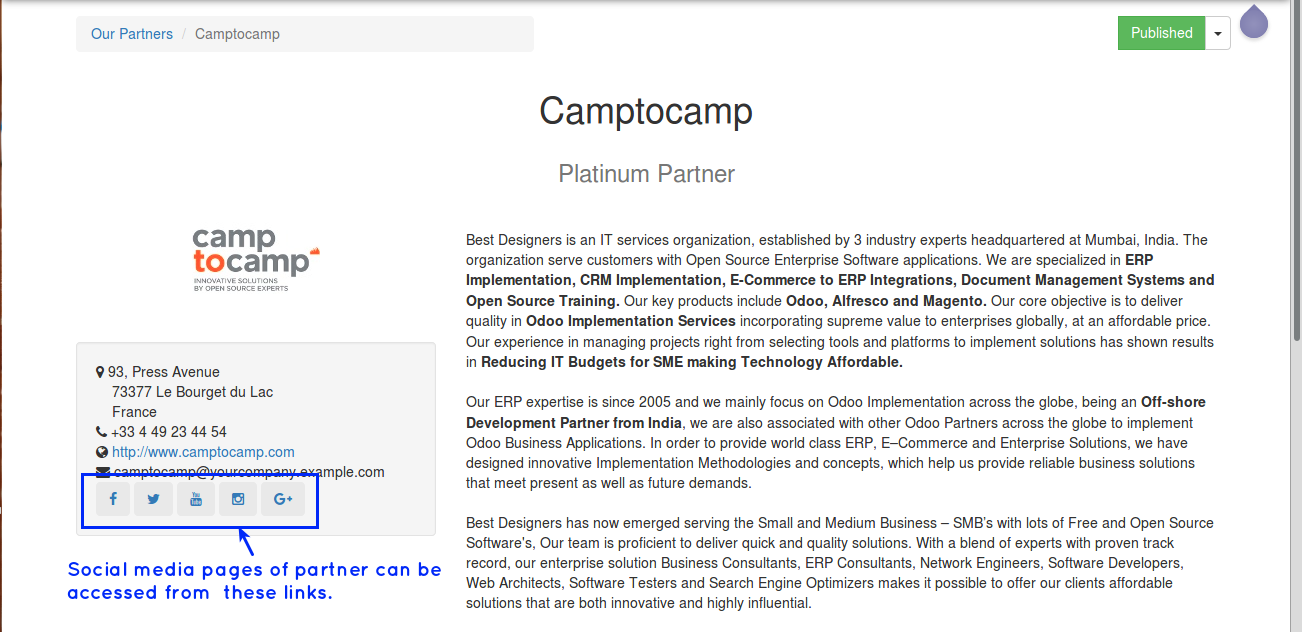 Our Partners / Camptocamp
Published
Camptocamp
Platinum Partner
camp
tocamp
INNOVATIVE SOLUTIONS
BY OPEN SOURCE EXPERTS
93, Press Avenue
73377 Le Bourget du Lac
France
+33 4 49 23 44 54
http://www.camptocamp.com
camptocamp@yourcompany.example.com
f
You
Tube
G+
Social media pages of partner can be
accessed from these links.
Best Designers is an IT services organization, established by 3 industry experts headquartered at Mumbai, India. The
organization serve customers with Open Source Enterprise Software applications. We are specialized in ERP
Implementation, CRM Implementation, E-Commerce to ERP Integrations, Document Management Systems and
Open Source Training. Our key products include Odoo, Alfresco and Magento. Our core objective is to deliver
quality in Odoo Implementation Services incorporating supreme value to enterprises globally, at an affordable price.
Our experience in managing projects right from selecting tools and platforms to implement solutions has shown results
in Reducing IT Budgets for SME making Technology Affordable.
Our ERP expertise is since 2005 and we mainly focus on Odoo Implementation across the globe, being an Off-shore
Development Partner from India, we are also associated with other Odoo Partners across the globe to implement
Odoo Business Applications. In order to provide world class ERP, E–Commerce and Enterprise Solutions, we have
designed innovative Implementation Methodologies and concepts, which help us provide reliable business solutions
that meet present as well as future demands.
Best Designers has now emerged serving the Small and Medium Business – SMB's with lots of Free and Open Source
Software's, Our team is proficient to deliver quick and quality solutions. With a blend of experts with proven track
record, our enterprise solution Business Consultants, ERP Consultants, Network Engineers, Software Developers,
Web Architects, Software Testers and Search Engine Optimizers makes it possible to offer our clients affordable
solutions that are both innovative and highly influential.